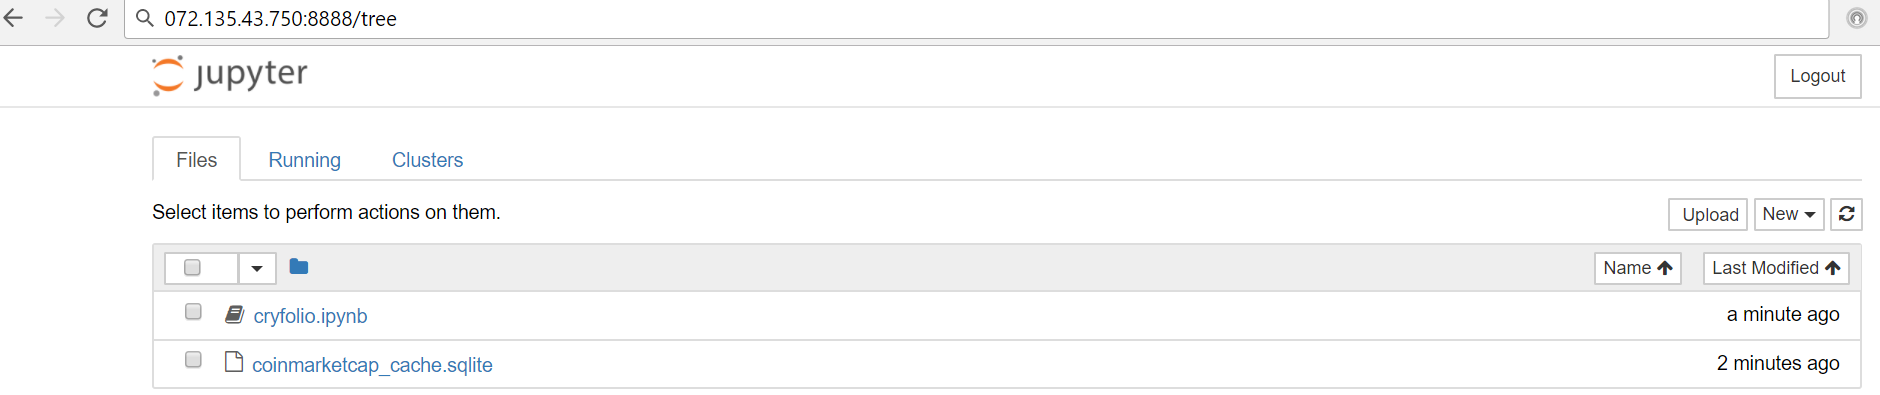 072.135.43.750:8888/tree
jupyter
Logout
Files Running Clusters
Select items to perform actions on them.
Upload New
Name Last Modified
cryfolio.ipynb a minute ago
coinmarketcap_cache.sqlite 2 minutes ago